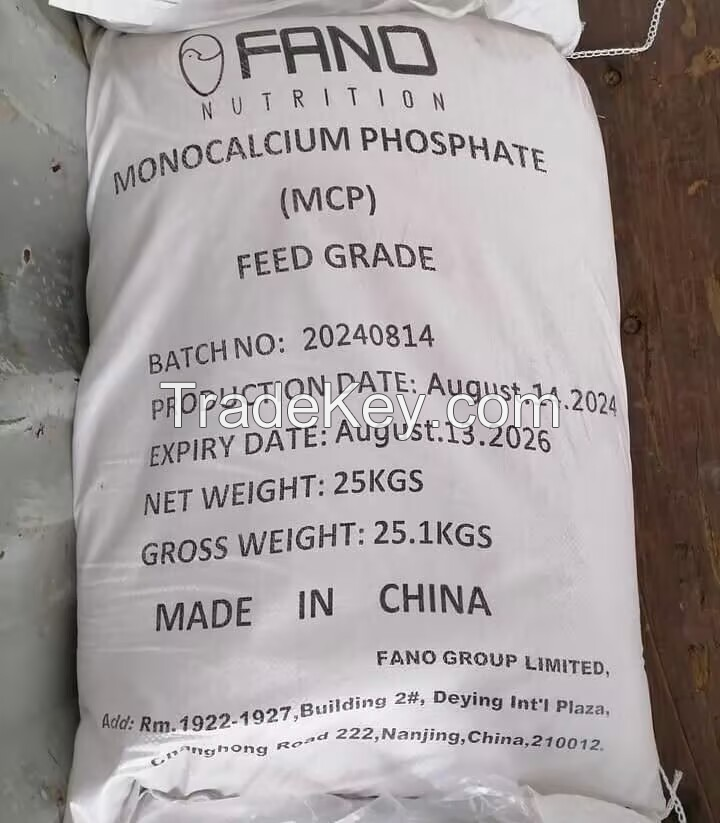 FANO
NUTRITION
MONOCALCIUM PHOSPHATE
(MCP)
FEED GRADE
BATCH NO: 20240814
PRODUCTION DATE: August.14.2024
TradeKey.com
EXPIRY DATE: August.13.2026
NET WEIGHT: 25KGS
GROSS WEIGHT: 25.1KGS
MADE IN CHINA
FANO GROUP LIMITED,
Add: Rm.1922-1927,Building 2#, Deying Int'l Plaza,
Changhong Road 222,Nanjing,China,210012.